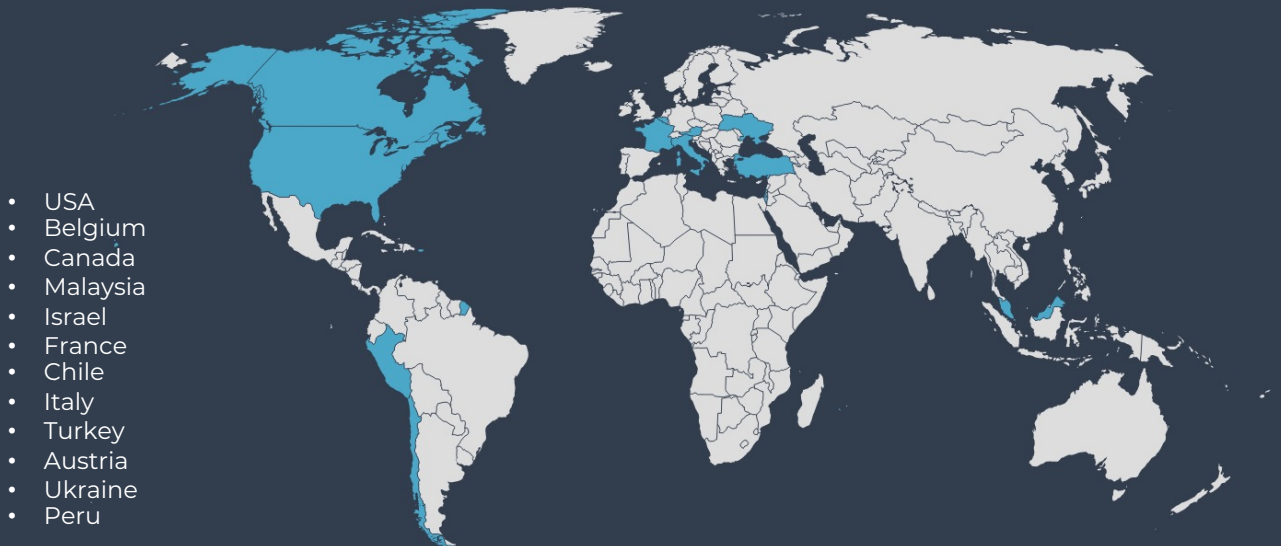 • USA
• Belgium
• Canada
• Malaysia
• Israel
• France
• Chile
• Italy
• Turkey
• Austria
• Ukraine
• Peru